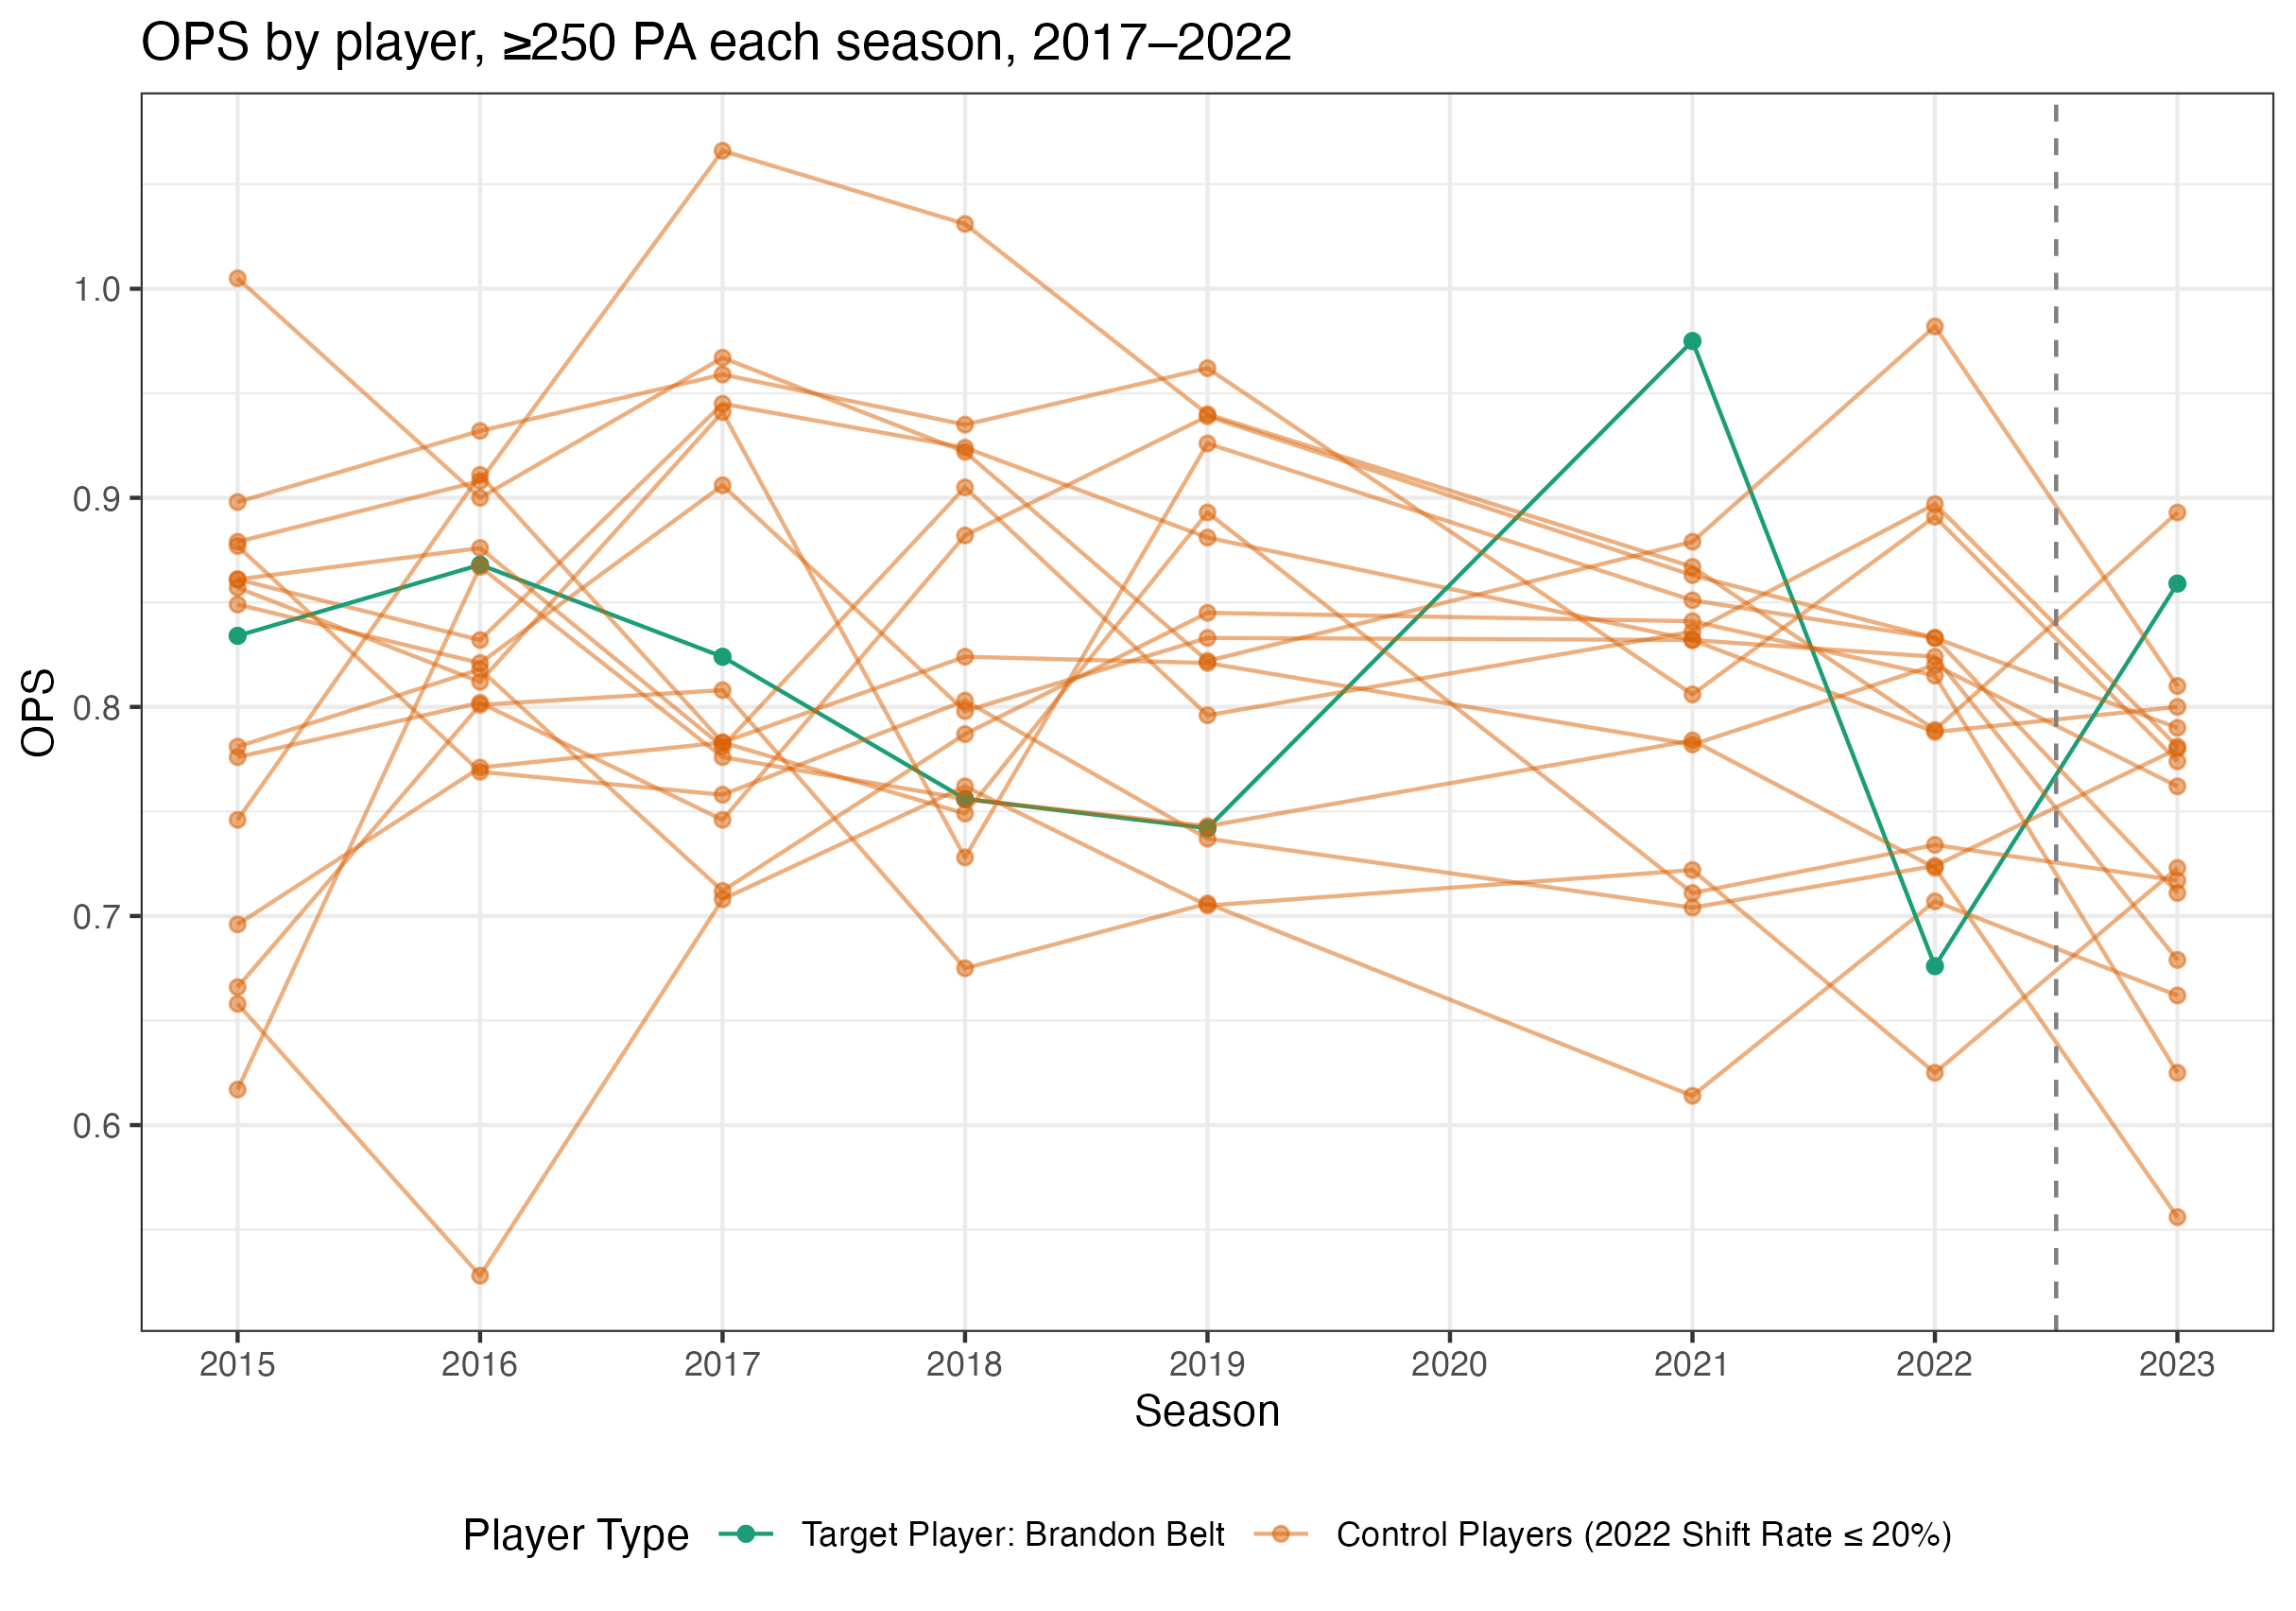 OPS by player, ≥250 PA each season, 2017–2022
OPS
1.0
0.9
0.8
0.7
0.6
2015 2016 2017 2018 2019 2020 2021 2022 2023
Season
Player Type Target Player: Brandon Belt Control Players (2022 Shift Rate ≤ 20%)